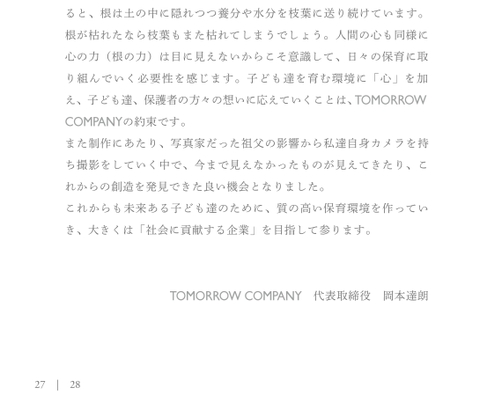 ると、根は土の中に隠れつつ養分や水分を枝葉に送り続けています。
根が枯れたなら枝葉もまた枯れてしまうでしょう。人間の心も同様に
心の力（根の力）は目に見えないからこそ意識して、日々の保育に取
り組んでいく必要性を感じます。子ども達を育む環境に「心」を加
え、子ども達、保護者の方々の想いに応えていくことは、TOMORROW
COMPANYの約束です。
また制作にあたり、写真家だった祖父の影響から私達自身カメラを持
ち撮影をしていく中で、今まで見えなかったものが見えてきたり、こ
れからの創造を発見できた良い機会となりました。
これからも未来ある子ども達のために、質の高い保育環境を作ってい
き、大きくは「社会に貢献する企業」を目指して参ります。
TOMORROW COMPANY　代表取締役　岡本達朗
27 | 28